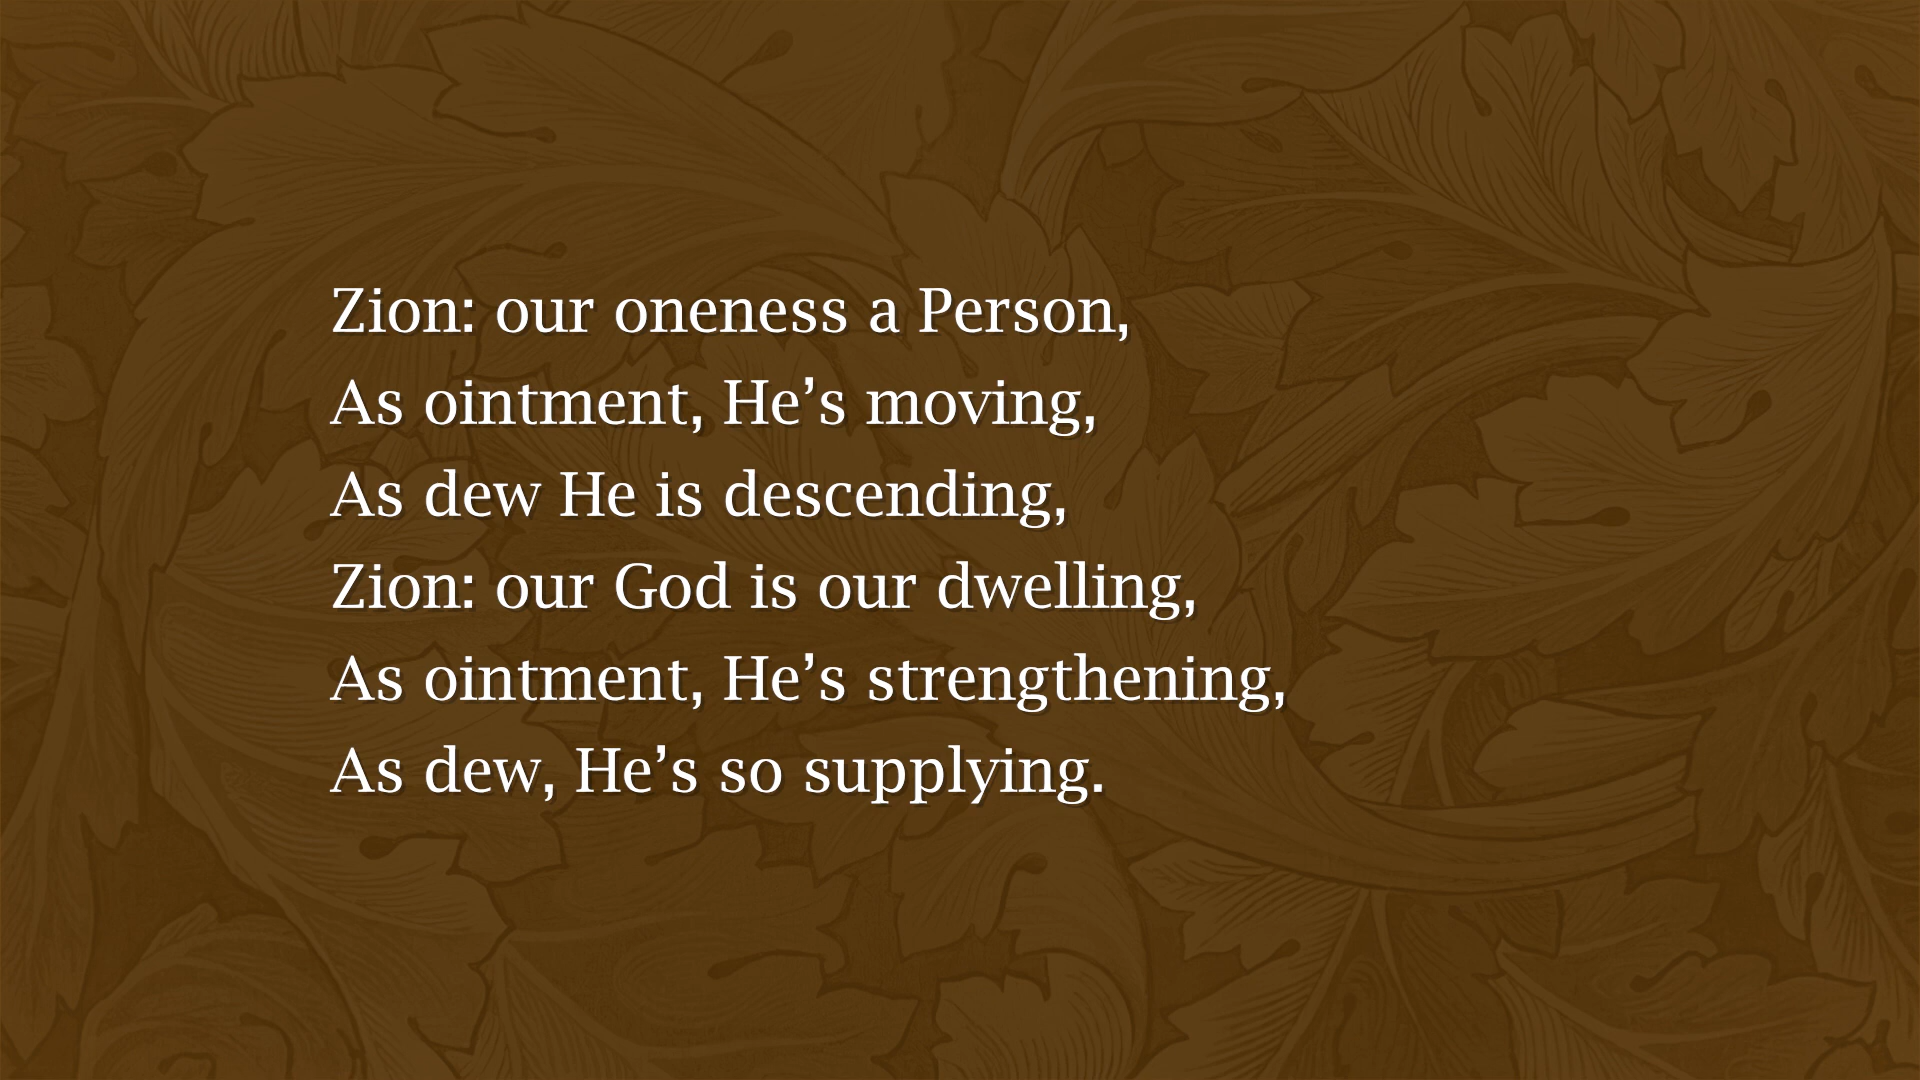 Zion: our oneness a Person,
As ointment, He’s moving,
As dew He is descending,
Zion: our God is our dwelling,
As ointment, He’s strengthening,
As dew, He’s so supplying.